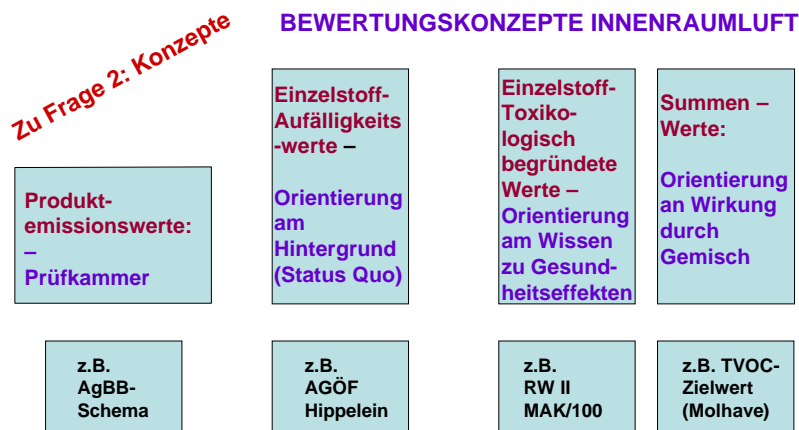 Zu Frage 2: Konzepte
BEWERTUNGSKONZEPTE INNENRAUMLUFT
Produkt-
emissionswerte:
–
Prüfkammer
Einzelstoff-
Aufälligkeits
-werte –
Orientierung
am
Hintergrund
(Status Quo)
Einzelstoff-
Toxiko-
logisch
begründete
Werte –
Orientierung
am Wissen
zu Gesund-
heitseffekten
Summen –
Werte:
Orientierung
an Wirkung
durch
Gemisch
z.B.
AgBB-
Schema
z.B.
AGÖF
Hippelein
z.B.
RW II
MAK/100
z.B. TVOC-
Zielwert
(Molhave)